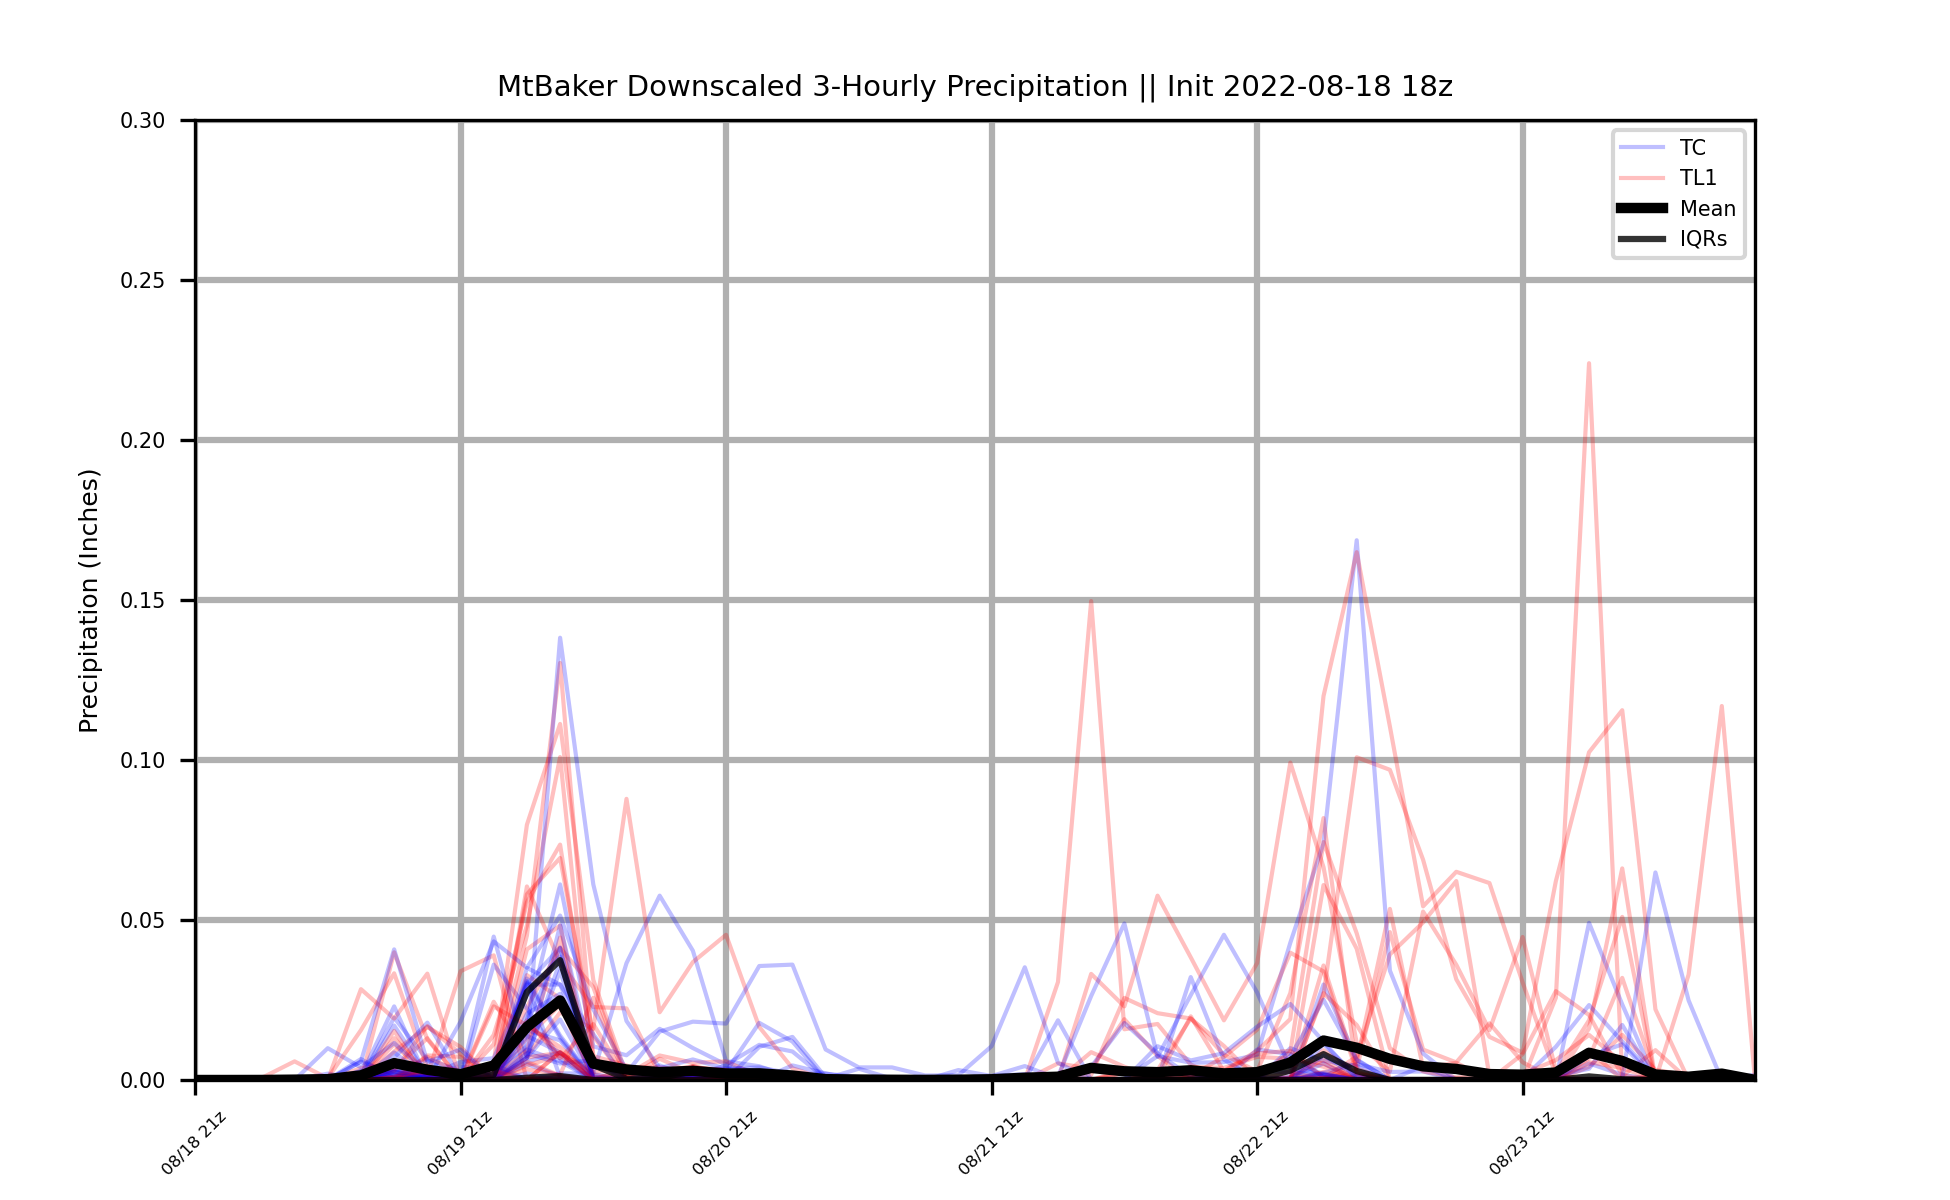 MtBaker Downscaled 3-Hourly Precipitation || Init 2022-08-18 18z
0.30
0.25
0.20
0.15
0.10
0.05
0.00
Precipitation (Inches)
TC
TL1
Mean
IQRs
08/18 21z
08/19 21z
08/20 21z
08/21 21z
08/22 21z
08/23 21z